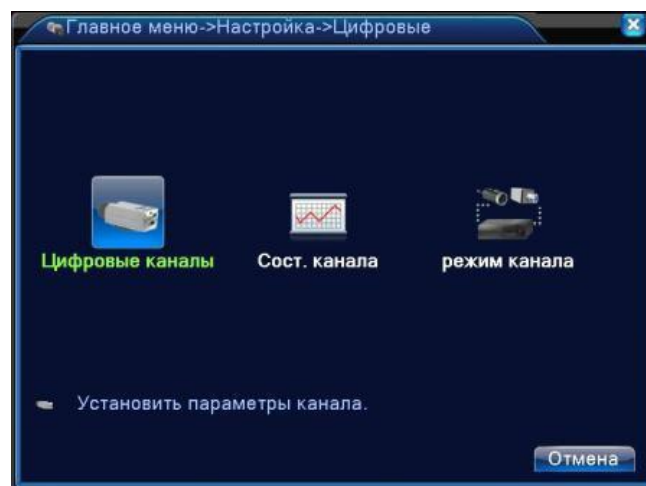 Главное меню->Настройка->Цифровые
Цифровые каналы Сост. канала режим канала
Установить параметры канала.
Отмена